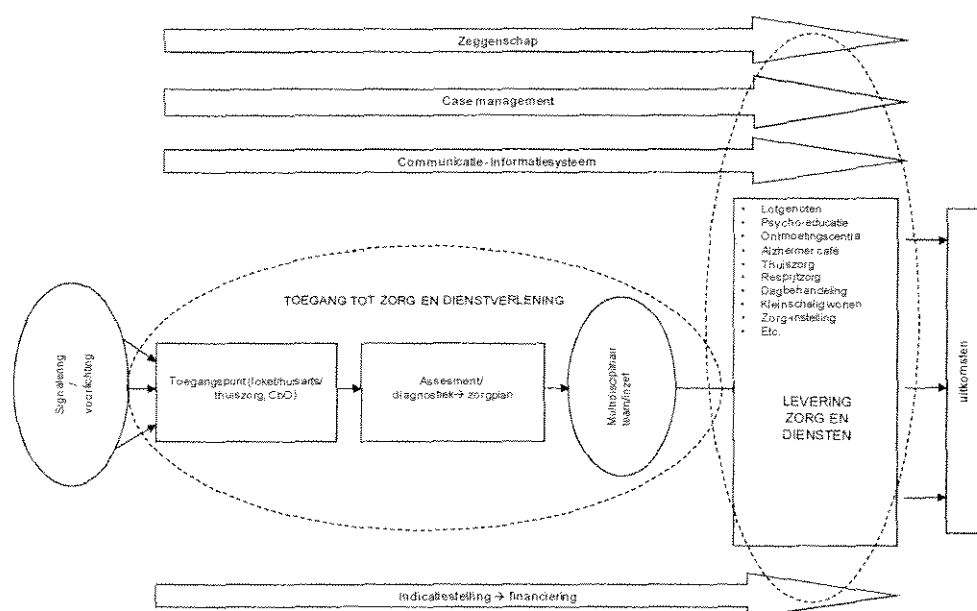 Zeggenschap
Case management
Communicatie-Informatiesysteem
• Lotgenoten
• Psycho-educatie
• Ontmoetingscentra
• Alzheimer café
• Thuiszorg
• Respijtzorg
• Dagbehandeling
• Kleinschalig wonen
• Zorg-instelling
• Etc.
TOEGANG TOT ZORG EN DIENSTVERLENING
Signalering
/
voorlichting
Toegangspunt (loket/huisarts/
thuiszorg, CbO)
Assesment/
diagnostiek→ zorgplan
Multidisciplinair
team/inzet
LEVERING
ZORG EN
DIENSTEN
uitkomsten
Indicatiestelling → financiering